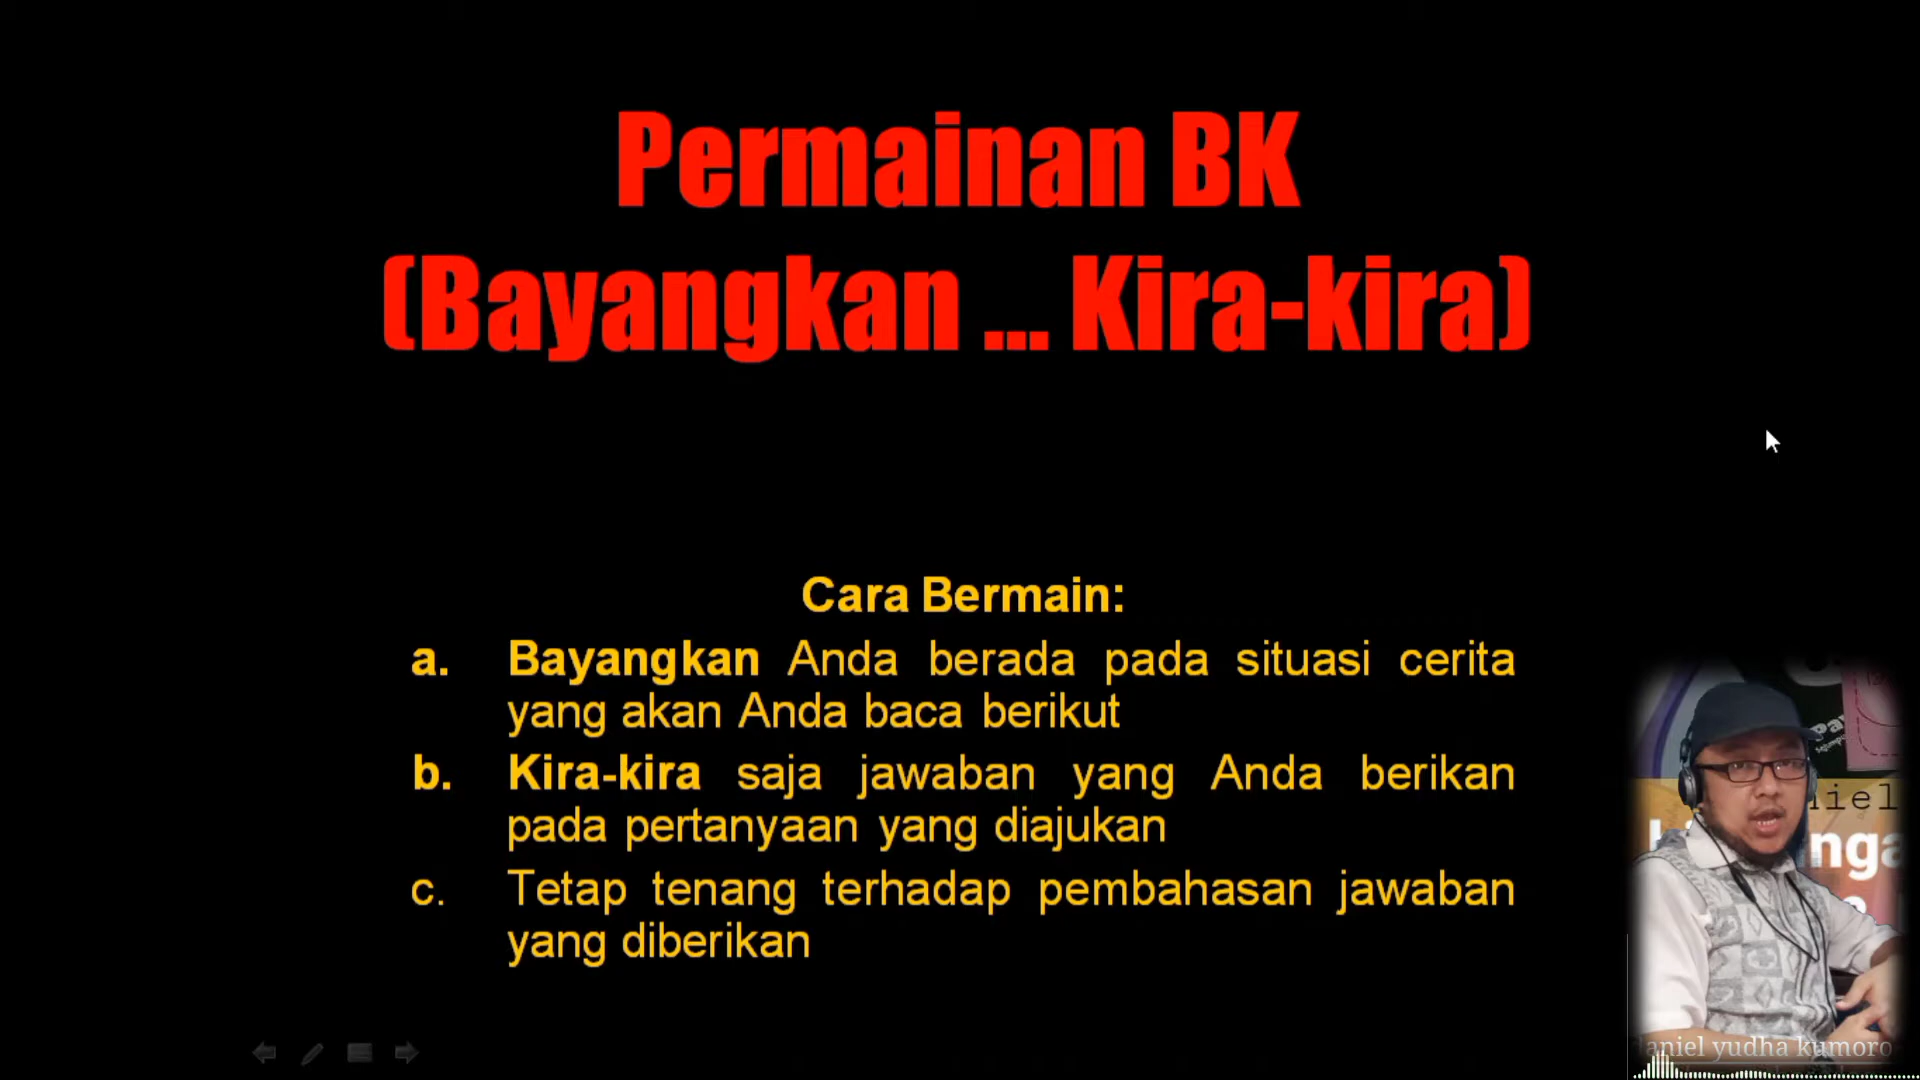 Permainan BK
(Bayangkan ... Kira-kira)
Cara Bermain:
a. Bayangkan Anda berada pada situasi cerita
yang akan Anda baca berikut
b. Kira-kira saja jawaban yang Anda berikan
pada pertanyaan yang diajukan
c. Tetap tenang terhadap pembahasan jawaban
yang diberikan
daniel yudha kumoro